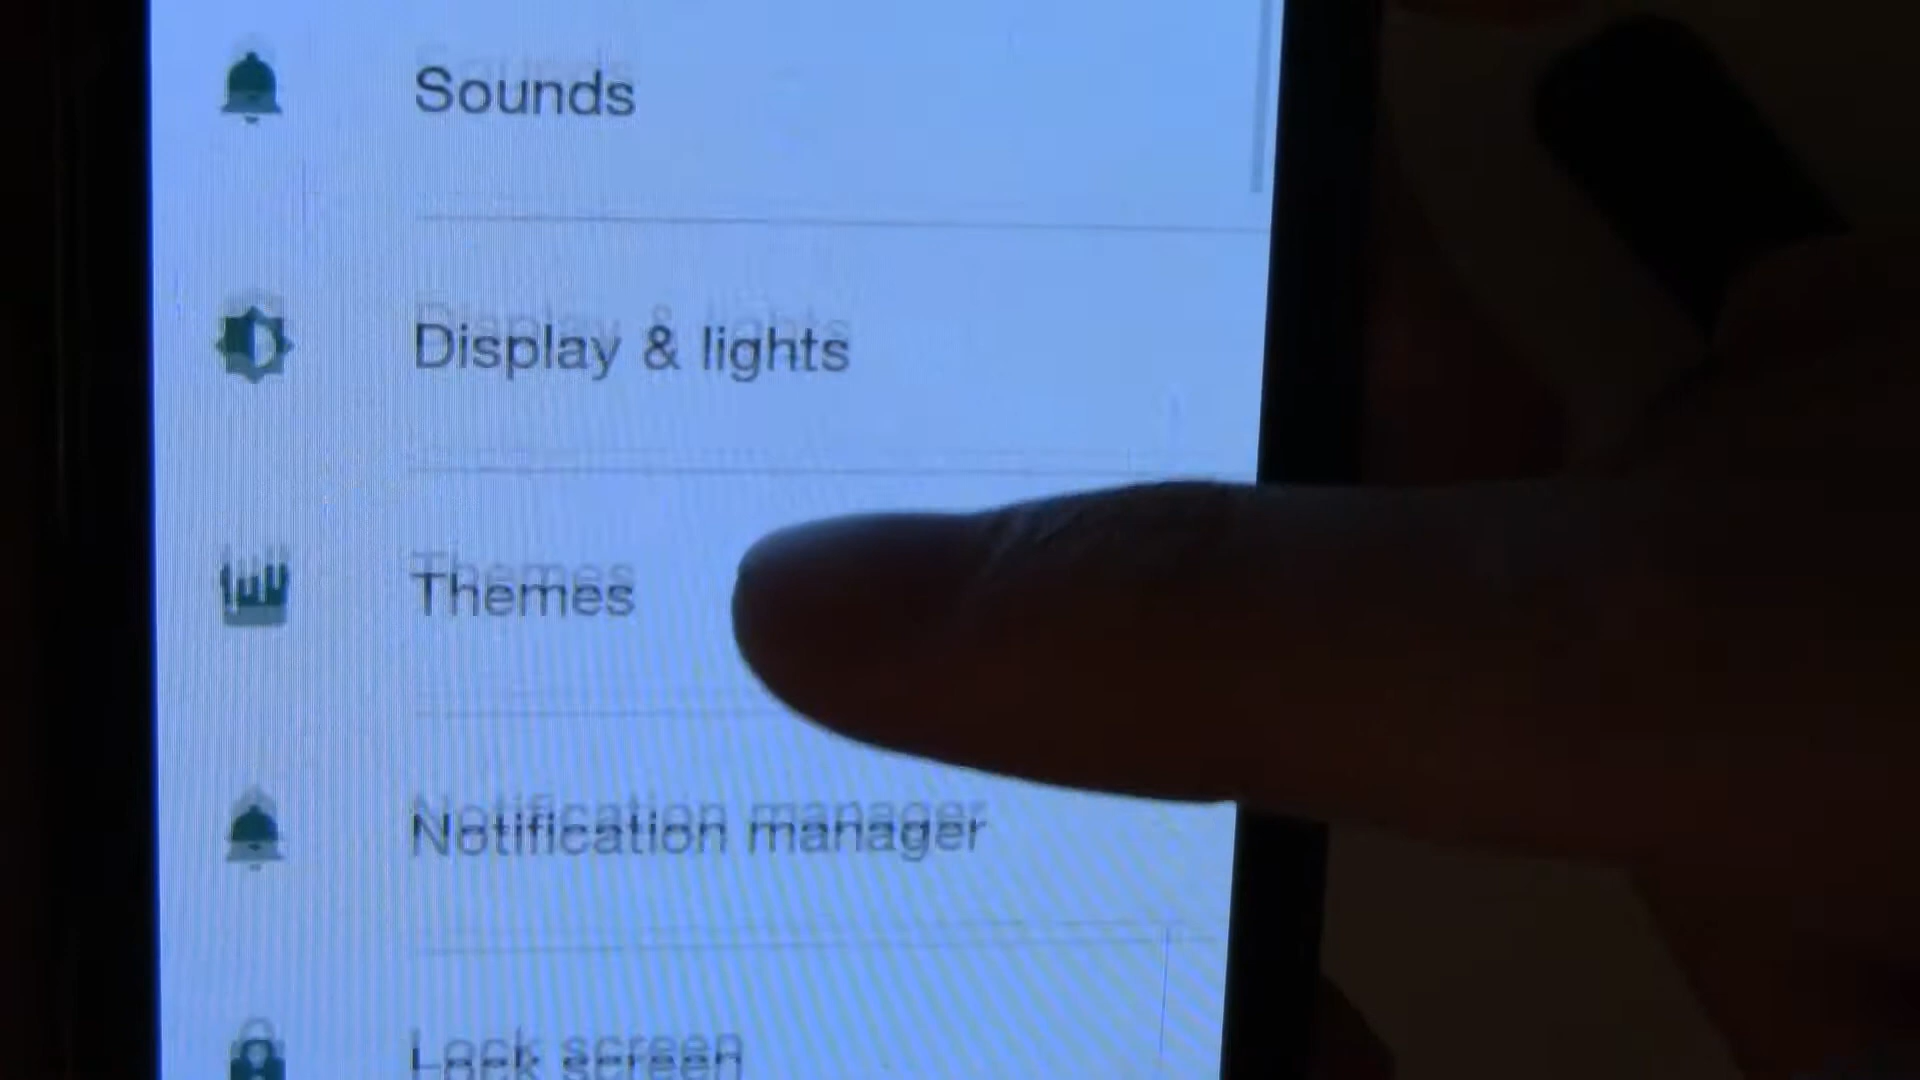 Sounds
Display & lights
Themes
Notification manager
Lock screen